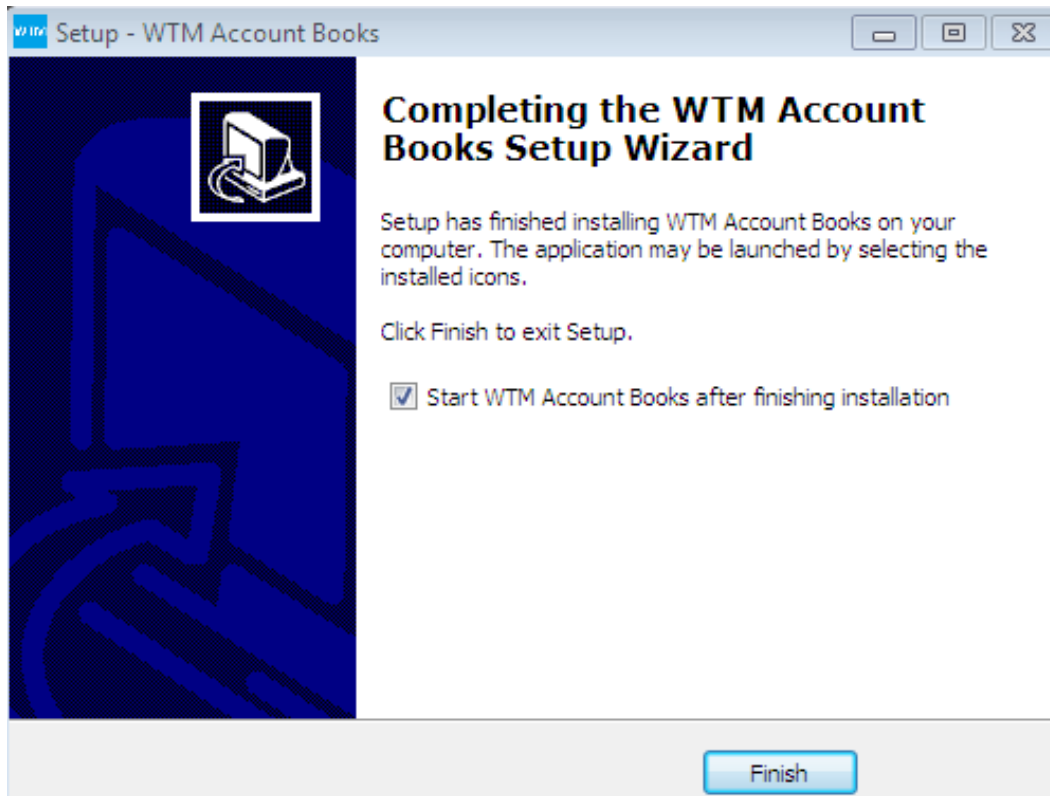 WTM Setup - WTM Account Books
Completing the WTM Account
Books Setup Wizard
Setup has finished installing WTM Account Books on your
computer. The application may be launched by selecting the
installed icons.
Click Finish to exit Setup.
Start WTM Account Books after finishing installation
Finish